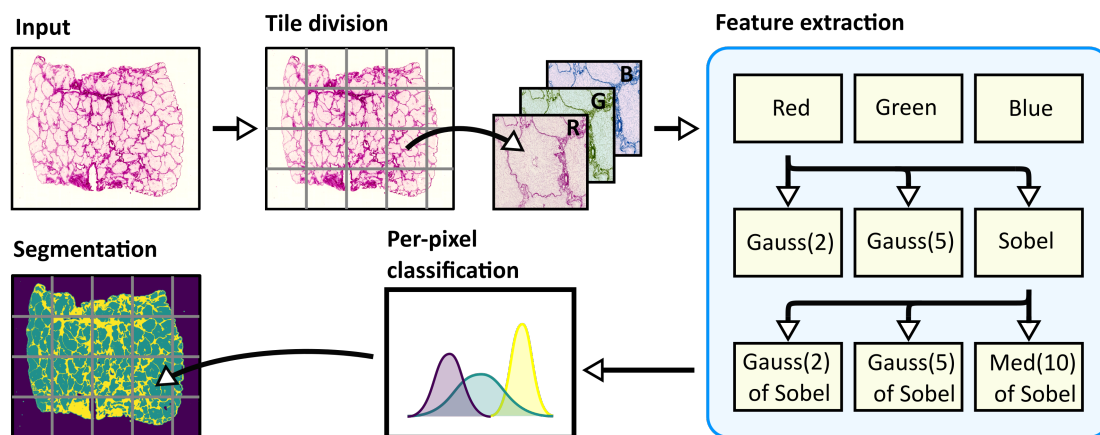 Input
Tile division
R
G
B
Feature extraction
Red
Green
Blue
Gauss(2)
Gauss(5)
Sobel
Gauss(2)
of Sobel
Gauss(5)
of Sobel
Med(10)
of Sobel
Per-pixel
classification
Segmentation